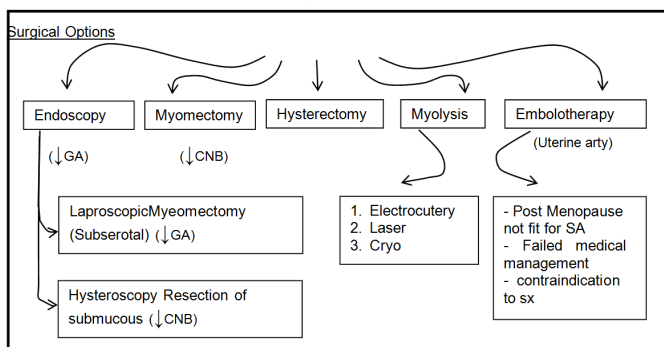 Surgical Options
Endoscopy
Myomectomy
Hysterectomy
Myolysis
Embolotherapy
(↓GA)
(↓CNB)
(Uterine arty)
LaproscopicMyeomectomy
(Subserotal) (↓GA)
Hysteroscopy Resection of
submucous (↓CNB)
1. Electrocutery
2. Laser
3. Cryo
- Post Menopause
not fit for SA
- Failed medical
management
- contraindication
to sx